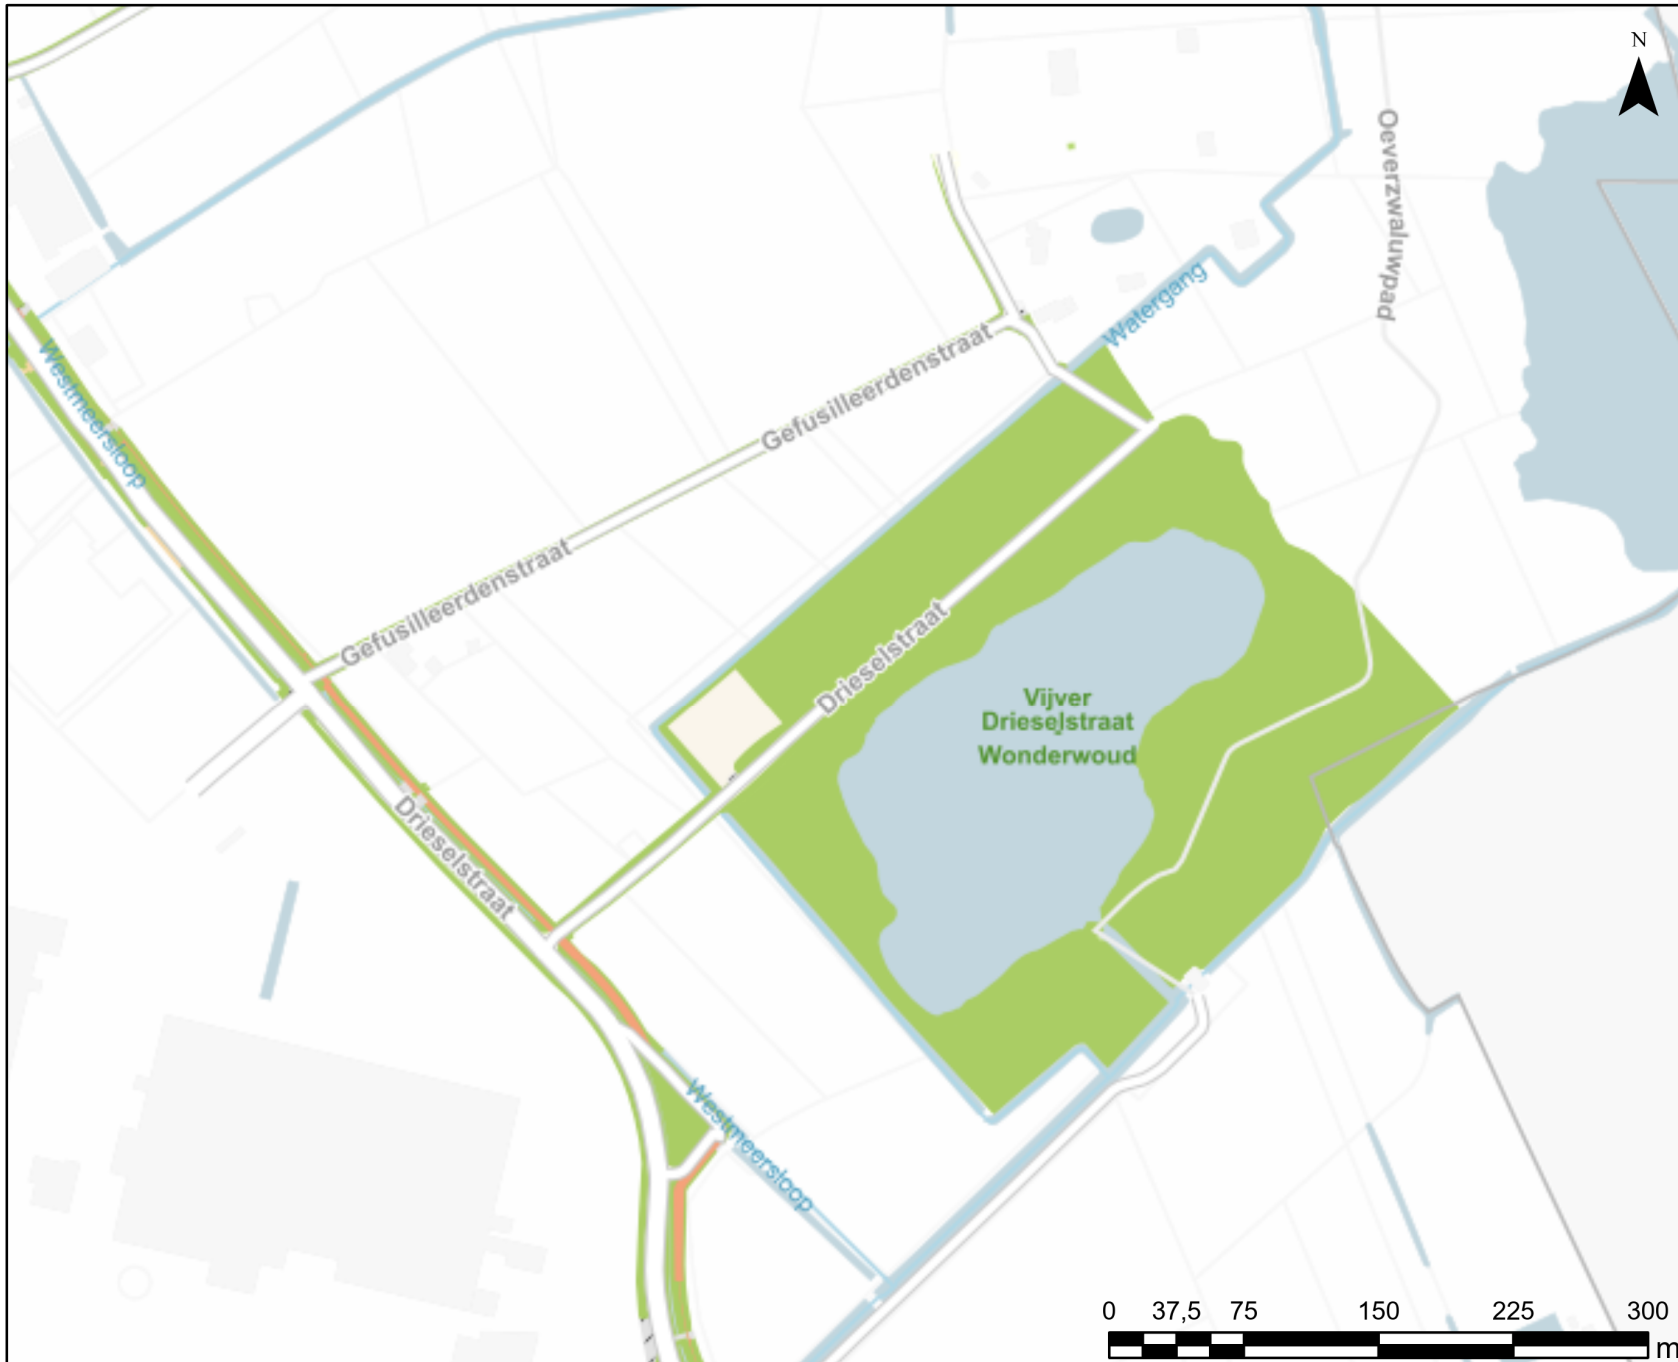 N
Oeverzwaluwpad
Watergang
Westmeersloop
Gefusilleerdenstraat
Gefusilleerdenstraat
Drieselstraat
Vijver
Drieselstraat
Wonderwoud
Drieselstraat
Westmeersloop
0 37,5 75 150 225 300
m